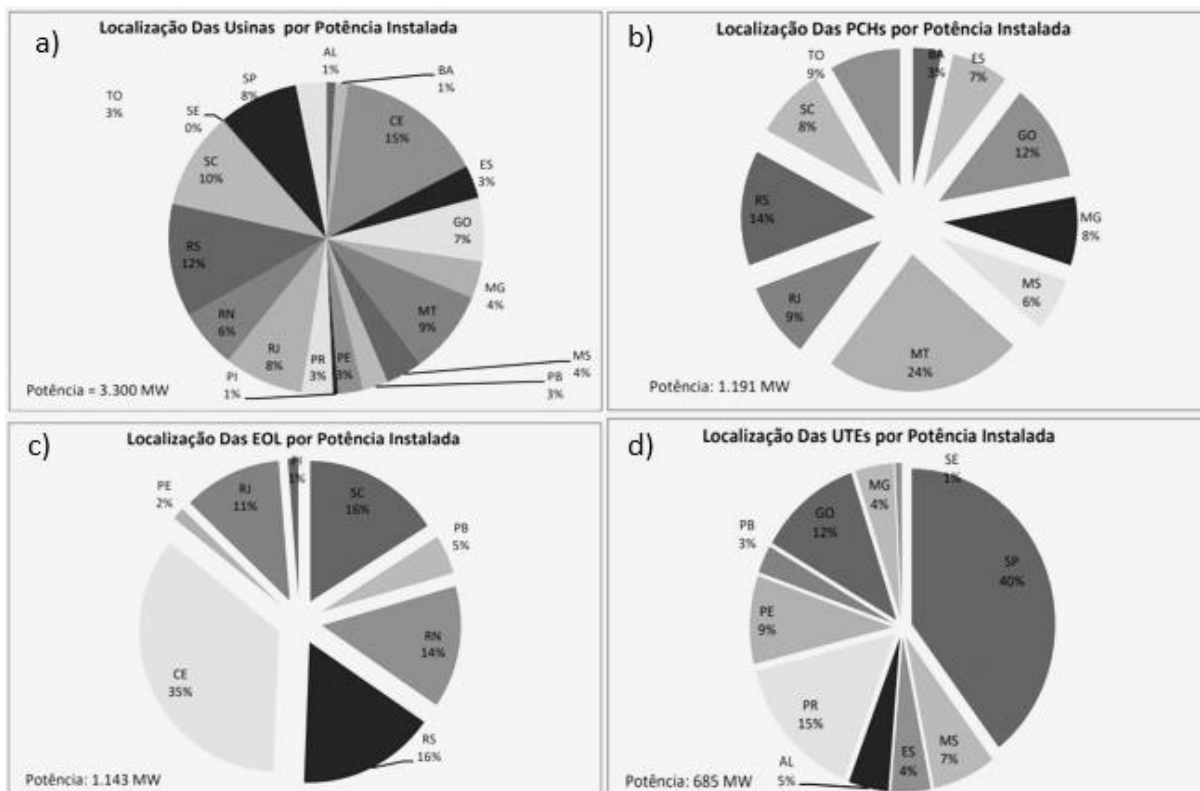 a)
Localização Das Usinas por Potência Instalada
AL
1%
BA
1%
CE
15%
ES
3%
GO
7%
MG
4%
MT
9%
MS
4%
PB
3%
PE
3%
PI
1%
PR
3%
RJ
8%
RN
6%
RS
12%
SC
10%
SE
0%
SP
8%
TO
3%
Potência = 3.300 MW
b)
Localização Das PCHs por Potência Instalada
BA
3%
ES
7%
GO
12%
MG
8%
MS
6%
MT
24%
RJ
9%
RS
14%
SC
8%
TO
9%
Potência: 1.191 MW
c)
Localização Das EOL por Potência Instalada
PI
1%
SC
16%
PB
5%
RN
14%
RS
16%
CE
35%
PE
2%
RJ
11%
Potência: 1.143 MW
d)
Localização Das UTEs por Potência Instalada
SE
1%
SP
40%
MS
7%
ES
4%
AL
5%
PR
15%
PE
9%
PB
3%
GO
12%
MG
4%
Potência: 685 MW